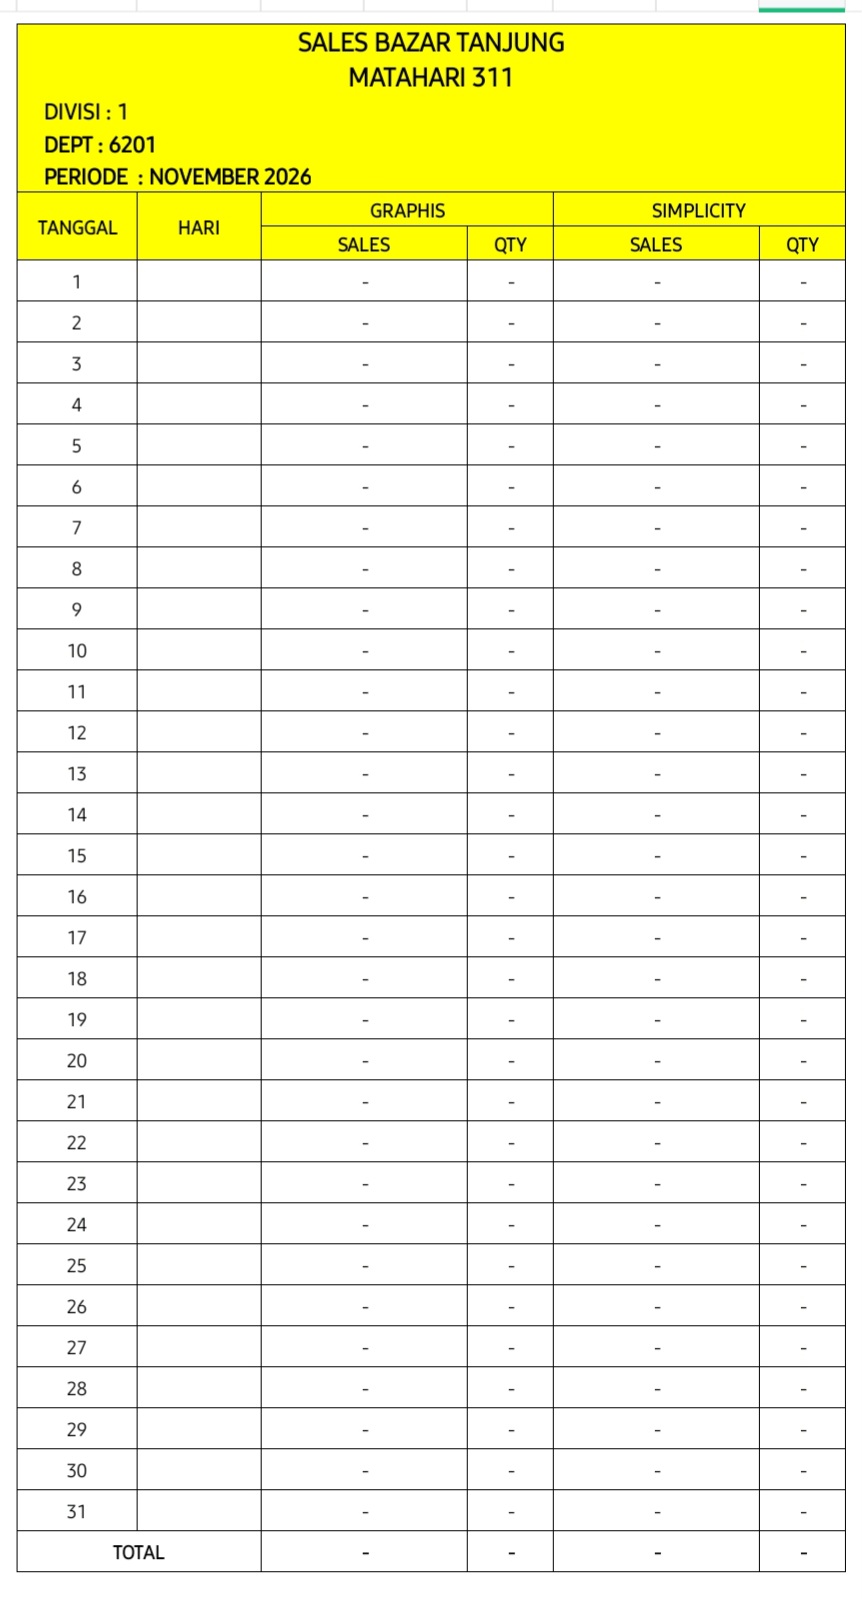 SALES BAZAR TANJUNG
MATAHARI 311
DIVISI : 1
DEPT : 6201
PERIODE : NOVEMBER 2026
TANGGAL HARI GRAPHIS SIMPLICITY
SALES QTY SALES QTY
1 - - - -
2 - - - -
3 - - - -
4 - - - -
5 - - - -
6 - - - -
7 - - - -
8 - - - -
9 - - - -
10 - - - -
11 - - - -
12 - - - -
13 - - - -
14 - - - -
15 - - - -
16 - - - -
17 - - - -
18 - - - -
19 - - - -
20 - - - -
21 - - - -
22 - - - -
23 - - - -
24 - - - -
25 - - - -
26 - - - -
27 - - - -
28 - - - -
29 - - - -
30 - - - -
31 - - - -
TOTAL - - - -